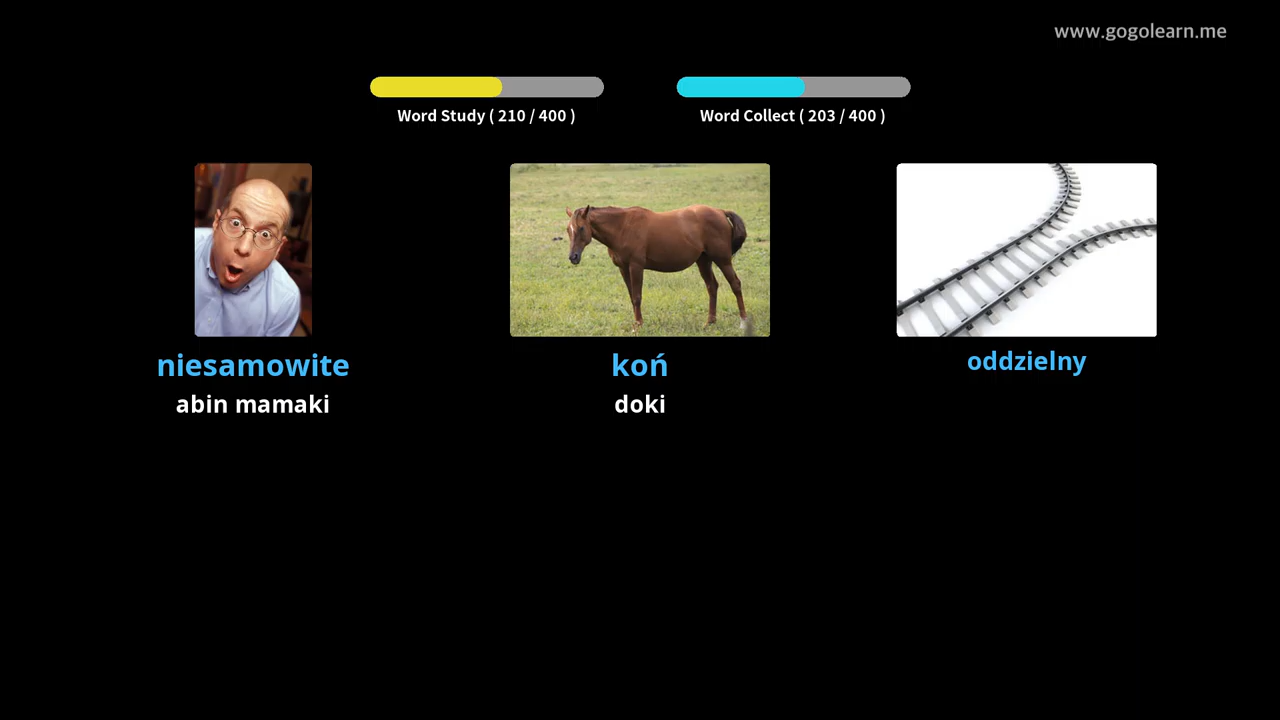 www.gogolearn.me
Word Study ( 210 / 400 )
Word Collect ( 203 / 400 )
niesamowite
abin mamaki
koń
doki
oddzielny